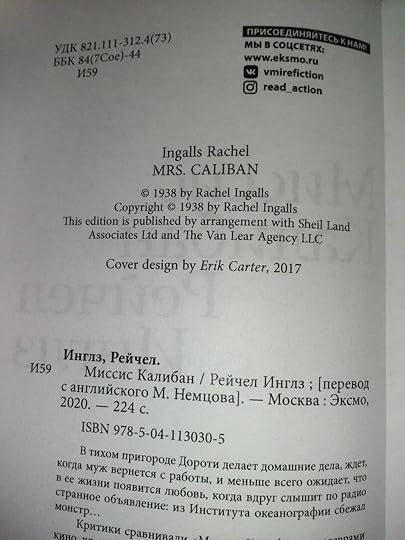 УДК 821.111-312.4(73)
ББК 84(7Сое)-44
И59
ПРИСОЕДИНЯЙТЕСЬ К НАМ!
МЫ В СОЦСЕТЯХ:
www.eksmo.ru
vmirefiction
read_action
Ingalls Rachel
MRS. CALIBAN
© 1938 by Rachel Ingalls
Copyright © 1938 by Rachel Ingalls
This edition is published by arrangement with Sheil Land
Associates Ltd and The Van Lear Agency LLC
Cover design by Erik Carter, 2017
Инглз, Рейчел.
И59 Миссис Калибан / Рейчел Инглз ; [перевод
с английского М. Немцова]. — Москва : Эксмо,
2020. — 224 с.
ISBN 978-5-04-113030-5
В тихом пригороде Дороти делает домашние дела, ждет,
когда муж вернется с работы, и меньше всего ожидает, что
в ее жизни появится любовь, когда вдруг слышит по радио
странное объявление: из Института океанографии сбежал
монстр…
Критики сравнивали